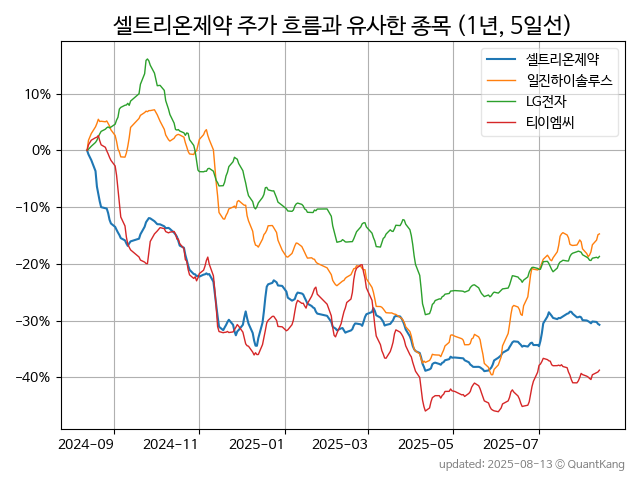 셀트리온제약 주가 흐름과 유사한 종목 (1년, 5일선)
셀트리온제약
일진하이솔루스
LG전자
티이엠씨
10%
0%
−10%
−20%
−30%
−40%
2024-09 2024-11 2025-01 2025-03 2025-05 2025-07
updated: 2025-08-13 © QuantKang